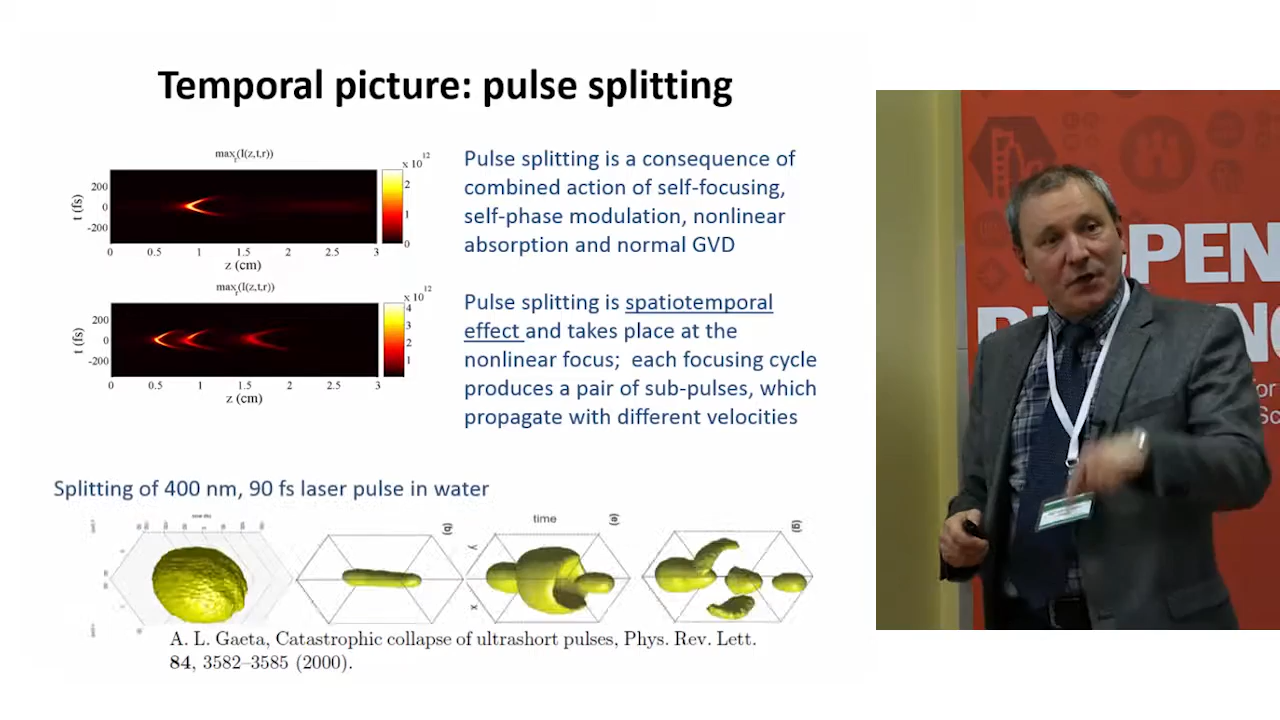 Temporal picture: pulse splitting
max (I(z,t,r))
r
x 10 12
200
0
-200
t (fs)
2
1
0
0 0.5 1 1.5 2 2.5 3
z (cm)
max (I(z,t,r))
r
x 10 12
200
0
-200
t (fs)
4
3
2
1
0 0.5 1 1.5 2 2.5 3
z (cm)
Pulse splitting is a consequence of
combined action of self-focusing,
self-phase modulation, nonlinear
absorption and normal GVD
Pulse splitting is spatiotemporal
effect and takes place at the
nonlinear focus; each focusing cycle
produces a pair of sub-pulses, which
propagate with different velocities
Splitting of 400 nm, 90 fs laser pulse in water
(b)
time
y
x
(e)
(g)
A. L. Gaeta, Catastrophic collapse of ultrashort pulses, Phys. Rev. Lett.
84, 3582–3585 (2000).
PEN